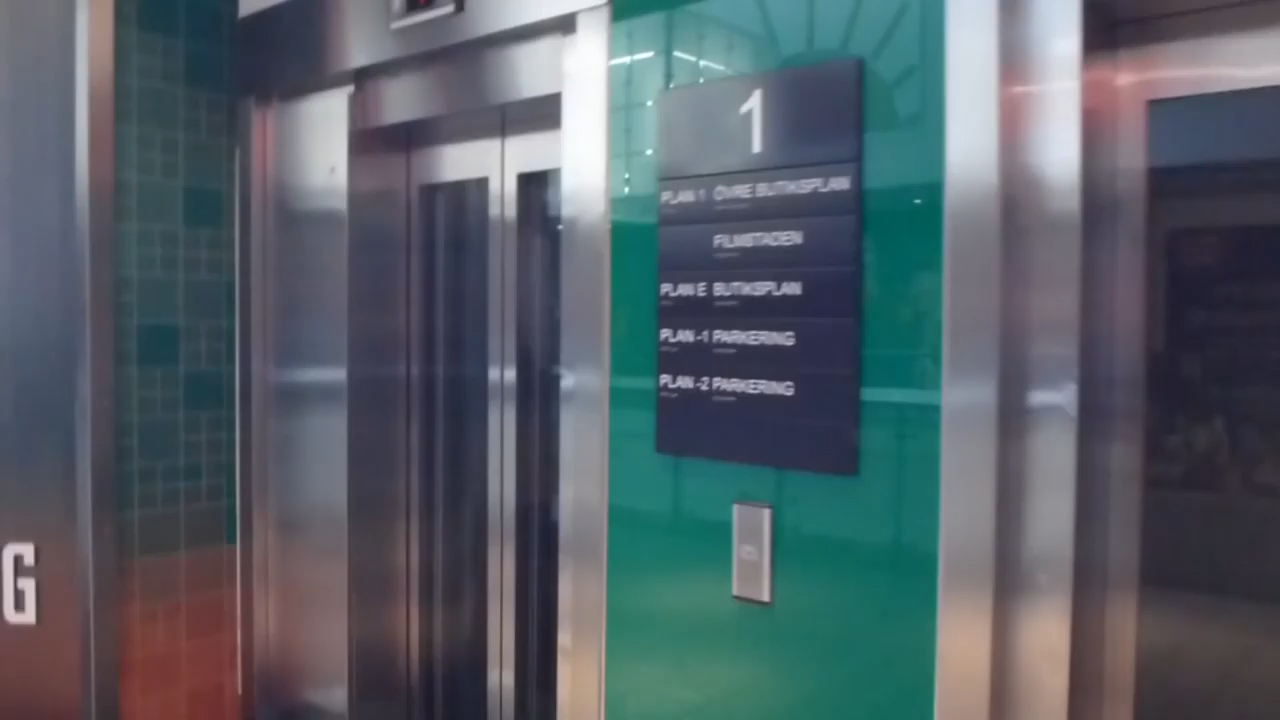 1
PLAN 1 ÖVRE BUTIKSPLAN
FILMSTADEN
PLAN E BUTIKSPLAN
PLAN -1 PARKERING
PLAN -2 PARKERING
G